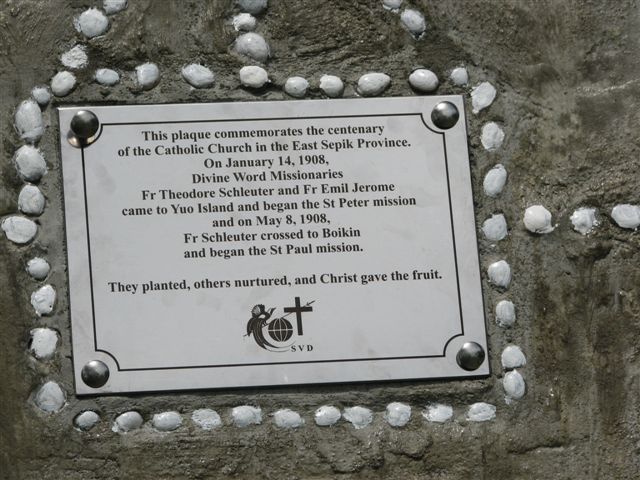 This plaque commemorates the centenary
of the Catholic Church in the East Sepik Province.
On January 14, 1908,
Divine Word Missionaries
Fr Theodore Schleuter and Fr Emil Jerome
came to Yuo Island and began the St Peter mission
and on May 8, 1908,
Fr Schleuter crossed to Boikin
and began the St Paul mission.
They planted, others nurtured, and Christ gave the fruit.
SVD